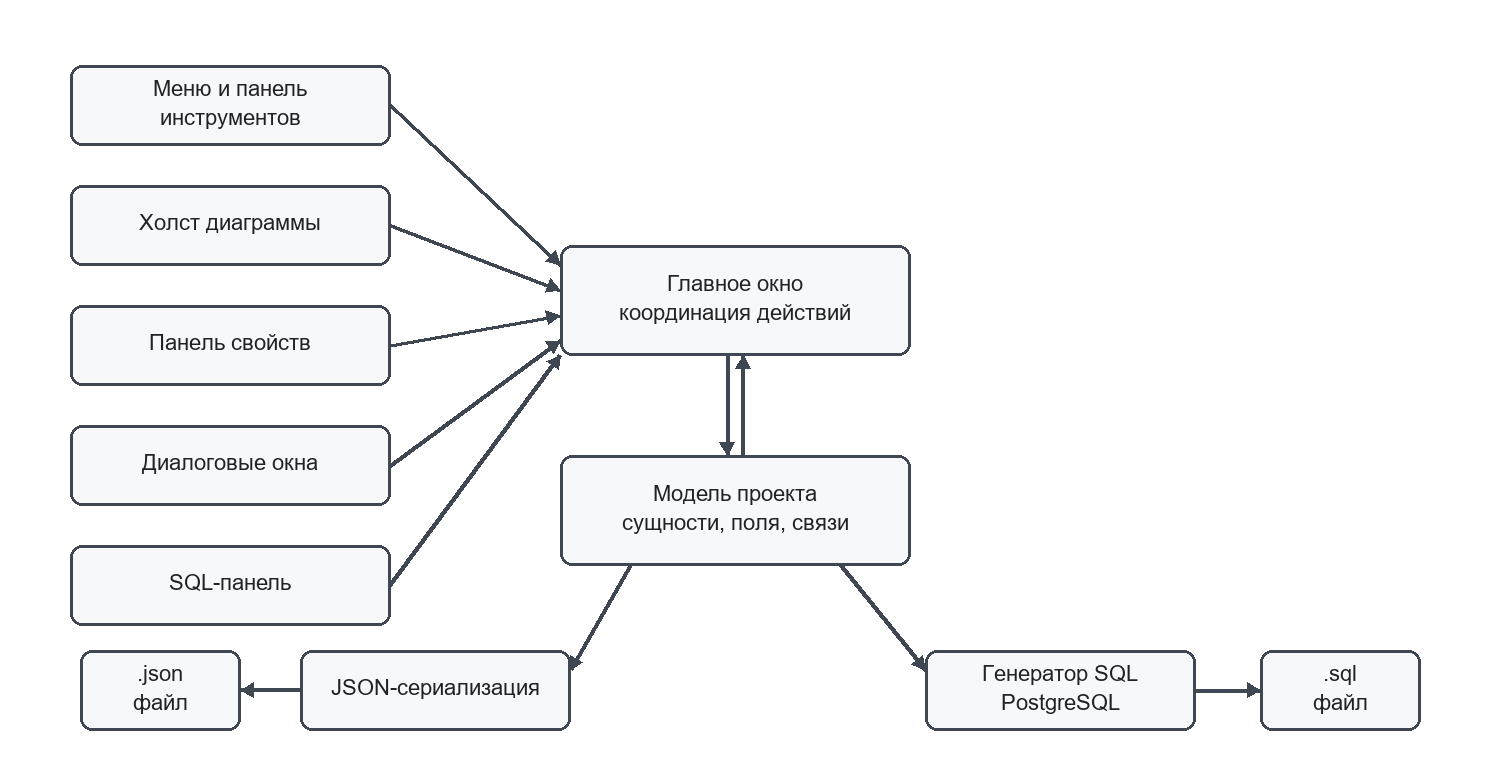 Меню и панель
инструментов
Холст диаграммы
Главное окно
координация действий
Панель свойств
Диалоговые окна
Модель проекта
сущности, поля, связи
SQL-панель
.json
файл
JSON-сериализация
Генератор SQL
PostgreSQL
.sql
файл